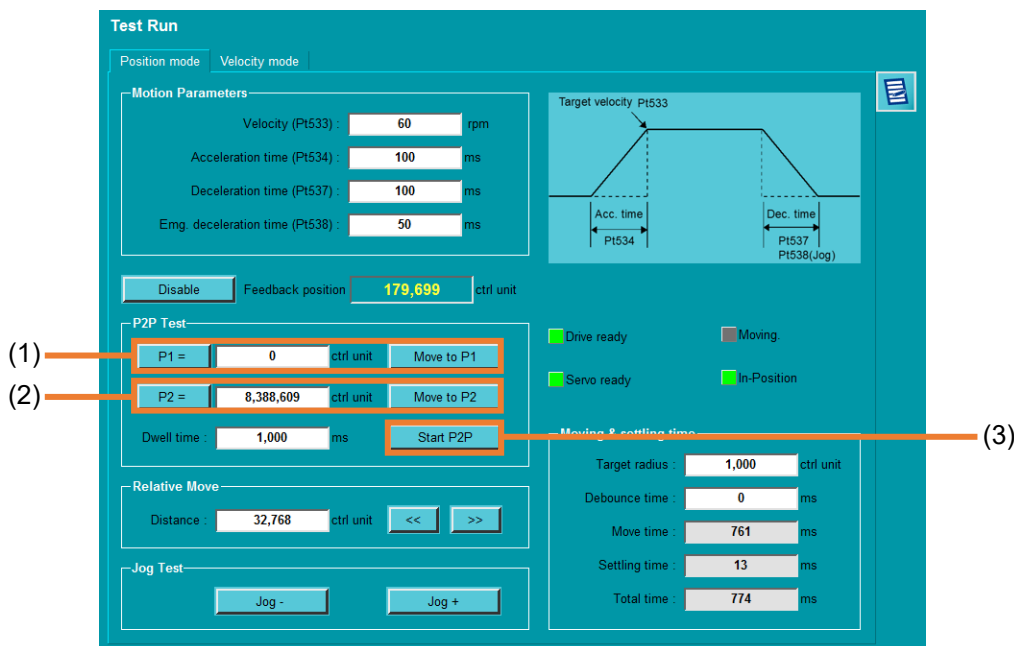 Test Run
Position mode Velocity mode
Motion Parameters
Velocity (Pt533) : 60 rpm
Acceleration time (Pt534) : 100 ms
Deceleration time (Pt537) : 100 ms
Emg. deceleration time (Pt538) : 50 ms
Target velocity Pt533
Acc. time
Pt534
Dec. time
Pt537
Pt538(Jog)
Disable Feedback position 179,699 ctrl unit
P2P Test
(1) P1 = 0 ctrl unit Move to P1
(2) P2 = 8,388,609 ctrl unit Move to P2
Dwell time : 1,000 ms Start P2P (3)
Drive ready Moving.
Servo ready In-Position
Relative Move
Distance : 32,768 ctrl unit << >>
Jog Test
Jog - Jog +
Moving & settling time
Target radius : 1,000 ctrl unit
Debounce time : 0 ms
Move time : 761 ms
Settling time : 13 ms
Total time : 774 ms